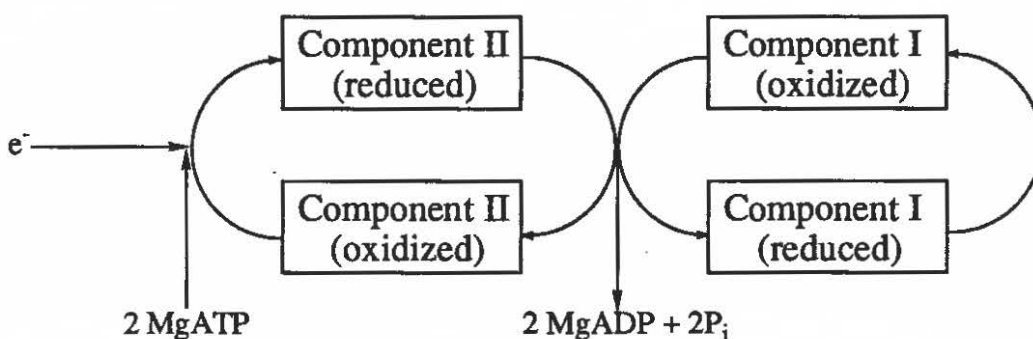 Component II
(reduced)
Component I
(oxidized)
e⁻
Component II
(oxidized)
Component I
(reduced)
2 MgATP
2 MgADP + 2Pᵢ